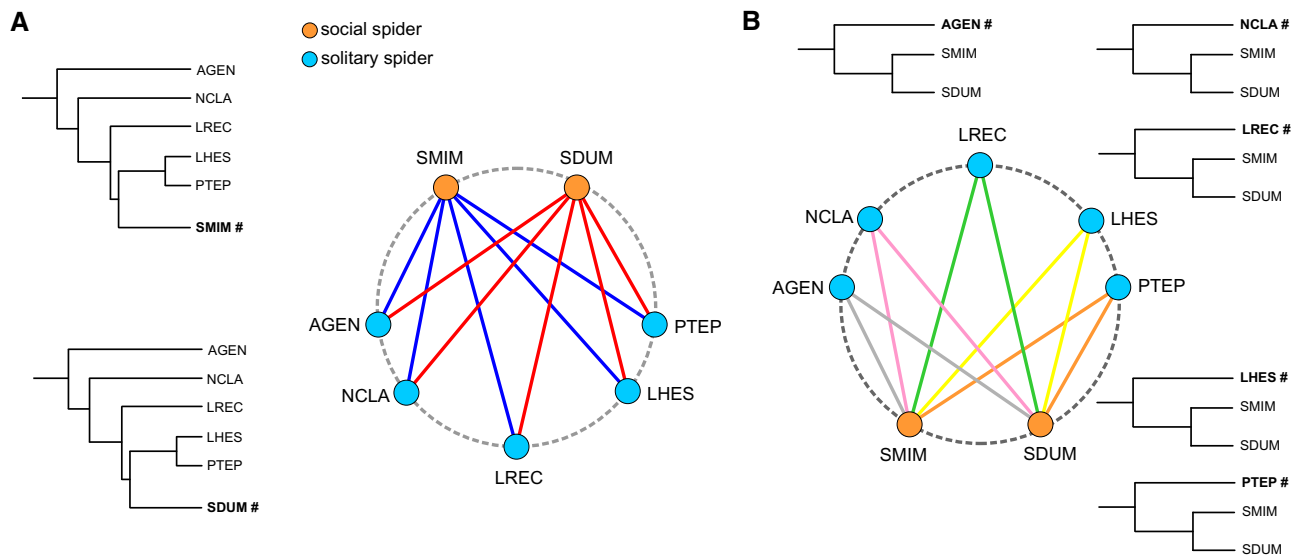 A
social spider
solitary spider
AGEN
NCLA
LREC
LHES
PTEP
SMIM #
AGEN
NCLA
LREC
LHES
PTEP
SDUM #
SMIM
SDUM
AGEN
PTEP
NCLA
LHES
LREC
B
AGEN #
SMIM
SDUM
NCLA #
SMIM
SDUM
LREC #
SMIM
SDUM
LREC
NCLA
LHES
AGEN
PTEP
SMIM
SDUM
LHES #
SMIM
SDUM
PTEP #
SMIM
SDUM